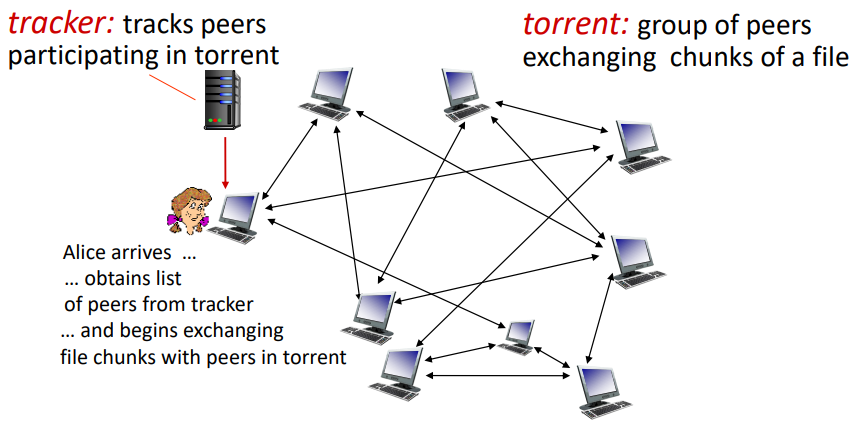 tracker: tracks peers
participating in torrent
torrent: group of peers
exchanging chunks of a file
Alice arrives …
… obtains list
of peers from tracker
… and begins exchanging
file chunks with peers in torrent